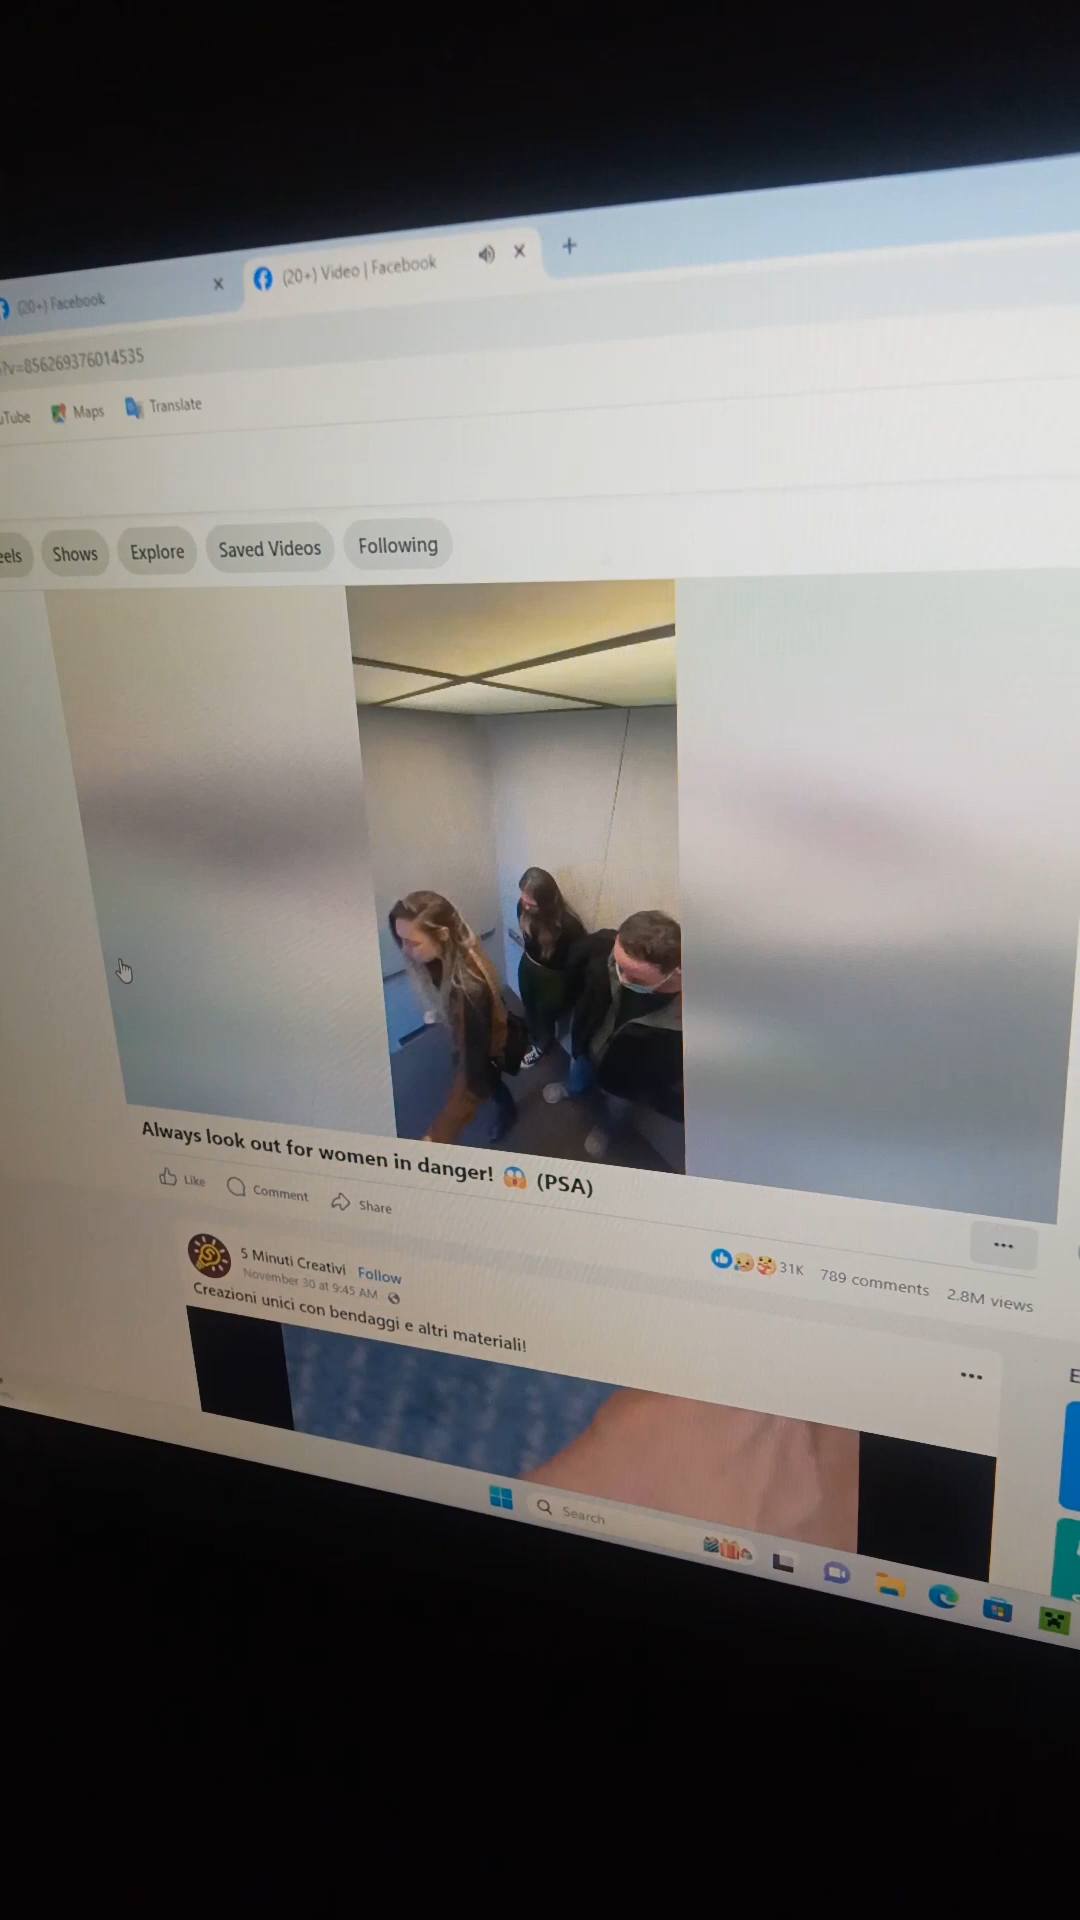 (20+) Facebook
(20+) Video | Facebook
?v=856269376014535
Maps
Translate
Shows
Explore
Saved Videos
Following
Always look out for women in danger! 😱 (PSA)
Like
Comment
Share
31K
789 comments
2.8M views
5 Minuti Creativi
Follow
November 30 at 9:45 AM
Creazioni unici con bendaggi e altri materiali!
Search